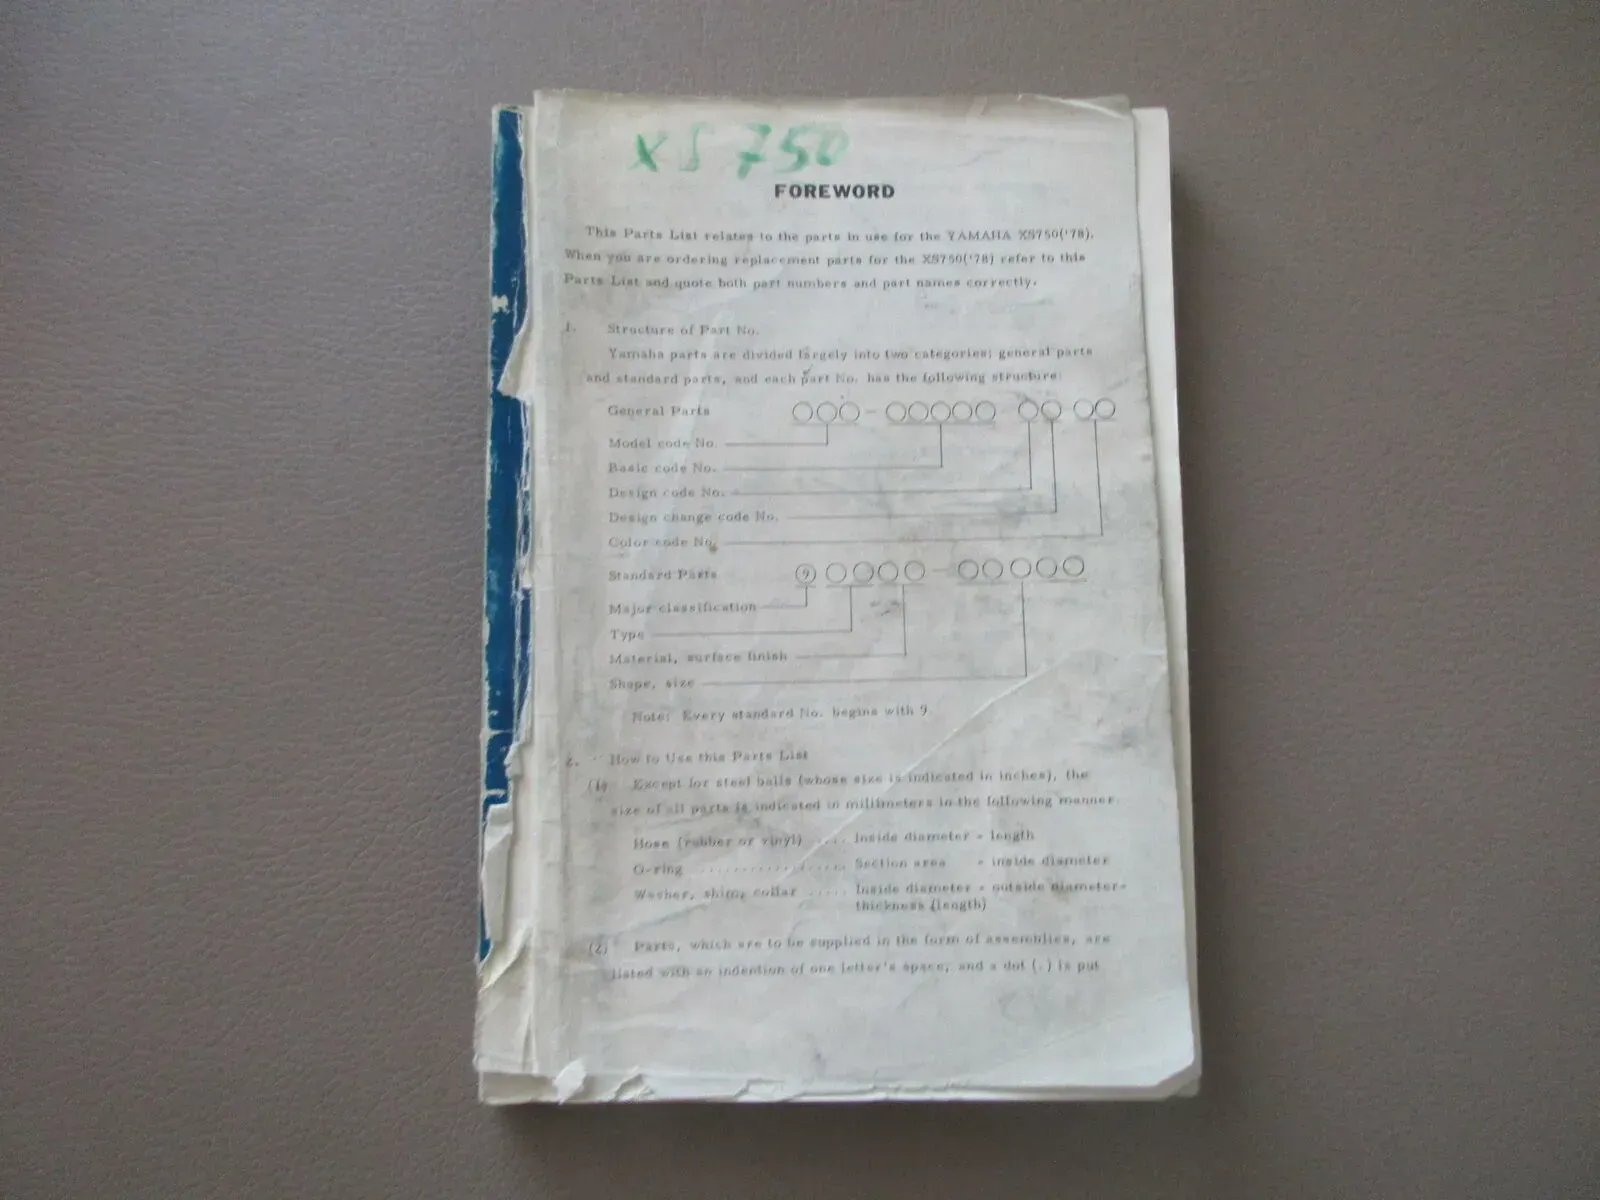 XS 750
FOREWORD
This Parts List relates to the parts in use for the YAMAHA XS750('78).
When you are ordering replacement parts for the XS750('78) refer to this
Parts List and quote both part numbers and part names correctly.
1. Structure of Part No.
Yamaha parts are divided largely into two categories; general parts
and standard parts, and each part No. has the following structure:
General Parts ○○○ - ○○○○○ - ○○ - ○○
Model code No.
Basic code No.
Design code No.
Design change code No.
Color code No.
Standard Parts ⑨○○○○ - ○○○○○
Major classification
Type
Material, surface finish
Shape, size
Note: Every standard No. begins with 9.
2. How to Use this Parts List
(1) Except for steel balls (whose size is indicated in inches), the
size of all parts is indicated in millimeters in the following manner.
Hose (rubber or vinyl) .... Inside diameter - length
O-ring .................. Section area - inside diameter
Washer, shim, collar ..... Inside diameter - outside diameter-
thickness (length)
(2) Parts, which are to be supplied in the form of assemblies, are
listed with an indention of one letter's space, and a dot (.) is put